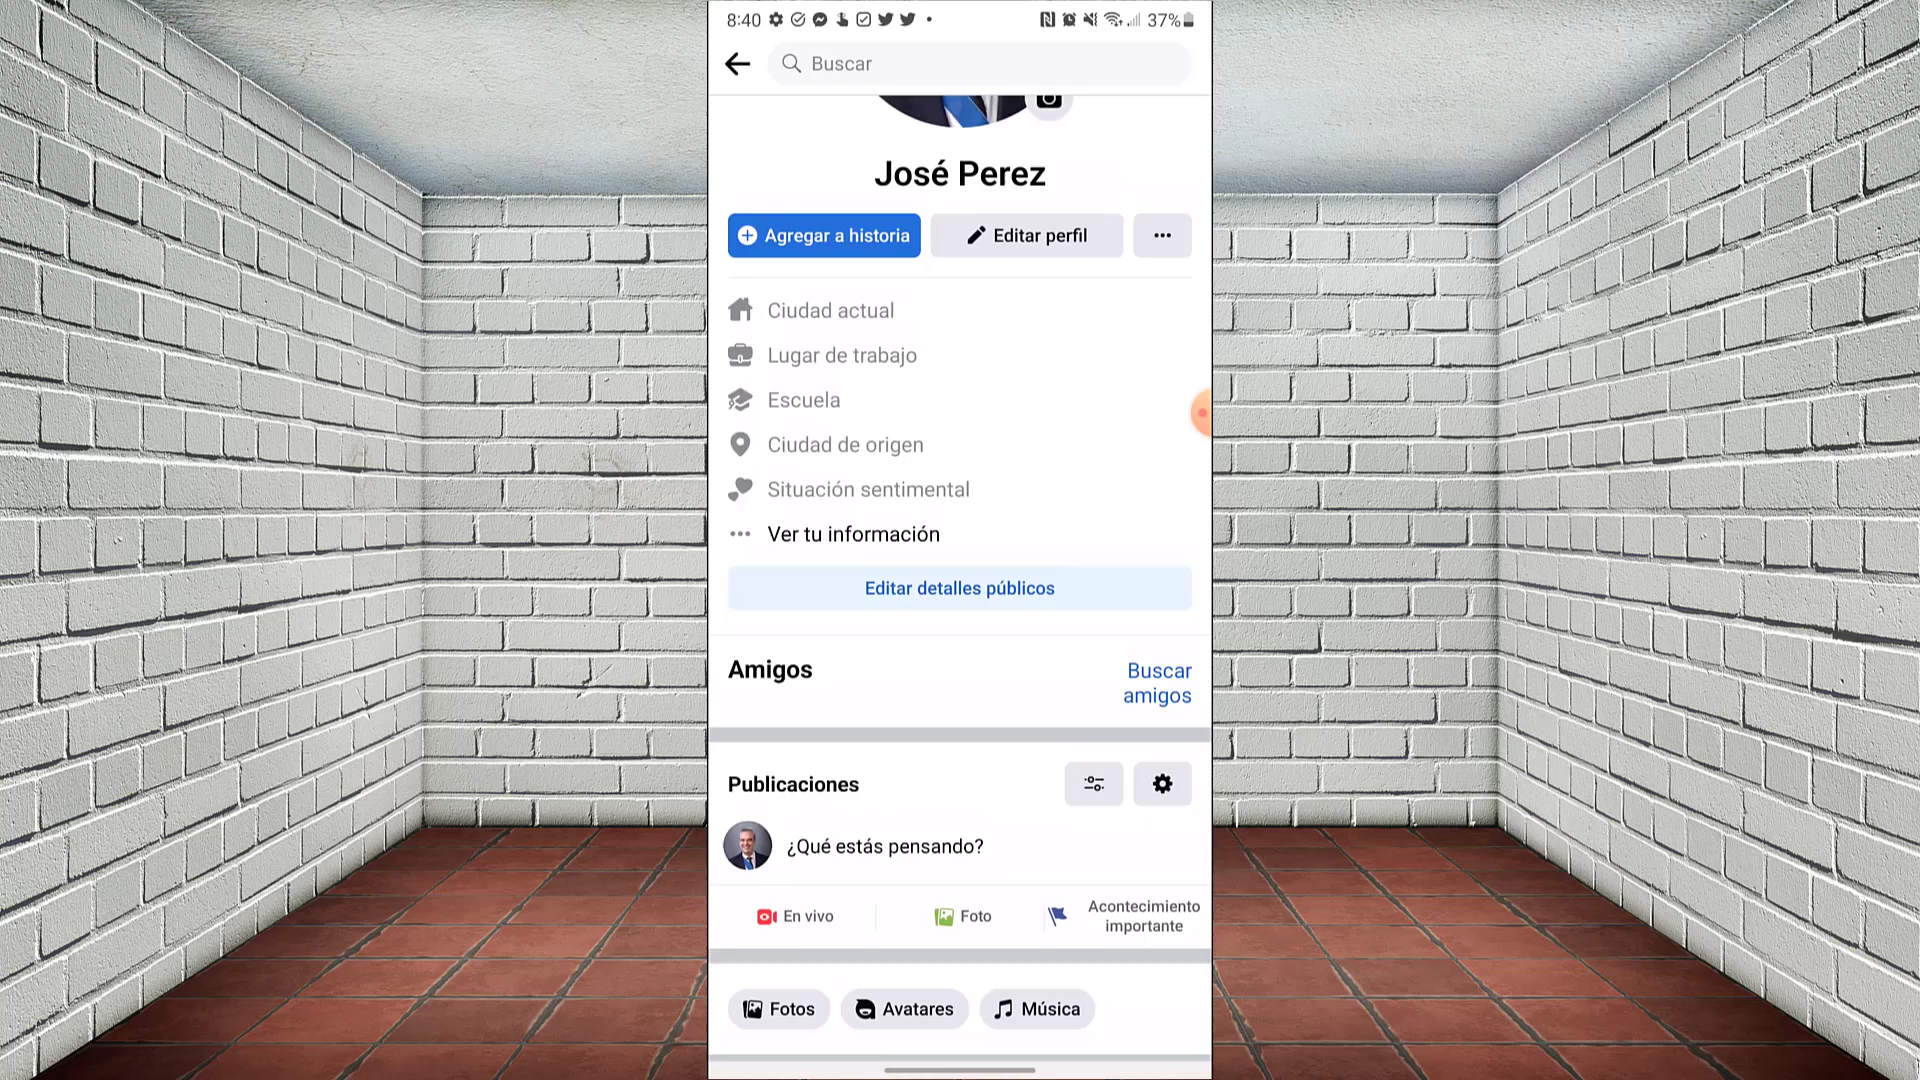 8:40
37%
Buscar
José Perez
Agregar a historia
Editar perfil
Ciudad actual
Lugar de trabajo
Escuela
Ciudad de origen
Situación sentimental
Ver tu información
Editar detalles públicos
Amigos
Buscar
amigos
Publicaciones
¿Qué estás pensando?
En vivo
Foto
Acontecimiento
importante
Fotos
Avatares
Música